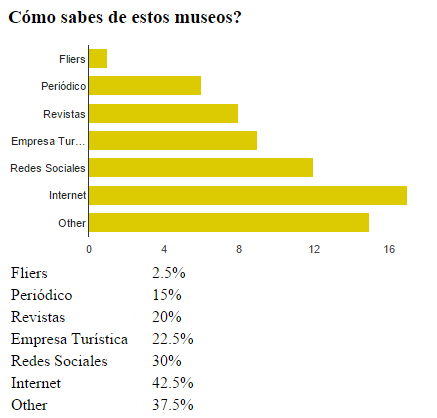 Cómo sabes de estos museos?
Fliers
Periódico
Revistas
Empresa Tur…
Redes Sociales
Internet
Other
0 4 8 12 16
Fliers 2.5%
Periódico 15%
Revistas 20%
Empresa Turística 22.5%
Redes Sociales 30%
Internet 42.5%
Other 37.5%